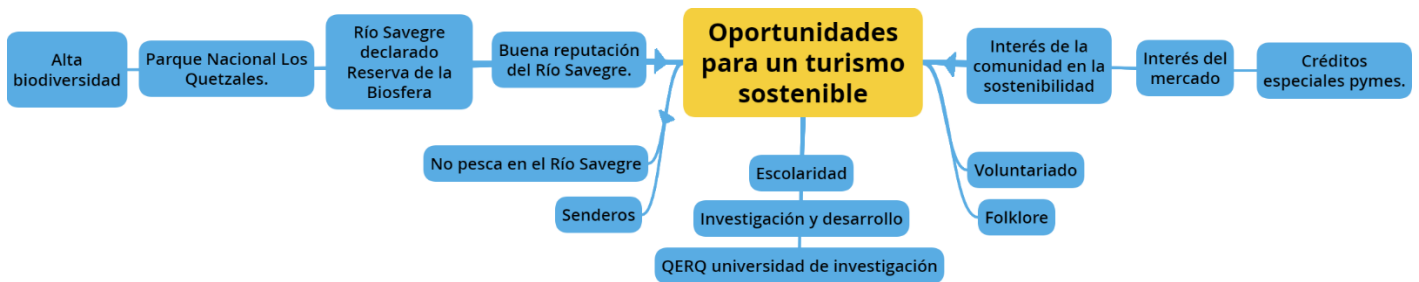 Oportunidades
para un turismo
sostenible
Alta
biodiversidad
Parque Nacional Los
Quetzales.
Río Savegre
declarado
Reserva de la
Biosfera
Buena reputación
del Río Savegre.
Interés de la
comunidad en la
sostenibilidad
Interés del
mercado
Créditos
especiales pymes.
No pesca en el Río Savegre
Senderos
Escolaridad
Investigación y desarrollo
QERQ universidad de investigación
Voluntariado
Folklore